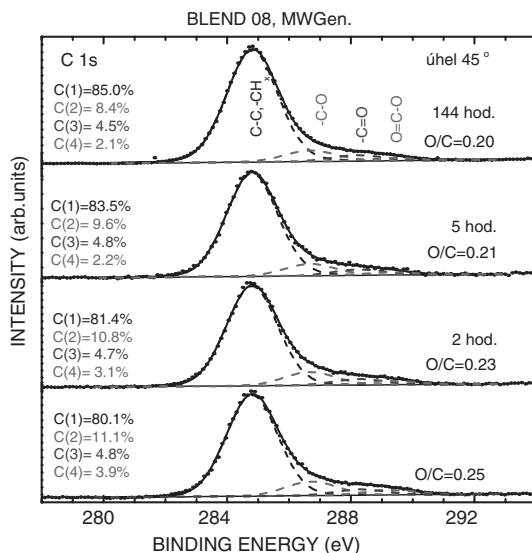 BLEND 08, MWGen.
C 1s
úhel 45 °
C(1)=85.0%
C(2)= 8.4%
C(3)= 4.5%
C(4)= 2.1%
C-C,-CHx
-C-O
-C=O
O=C-O
144 hod.
O/C=0.20
C(1)=83.5%
C(2)= 9.6%
C(3)= 4.8%
C(4)= 2.2%
5 hod.
O/C=0.21
C(1)=81.4%
C(2)=10.8%
C(3)= 4.7%
C(4)= 3.1%
2 hod.
O/C=0.23
C(1)=80.1%
C(2)=11.1%
C(3)= 4.8%
C(4)= 3.9%
O/C=0.25
INTENSITY (arb.units)
280 284 288 292
BINDING ENERGY (eV)